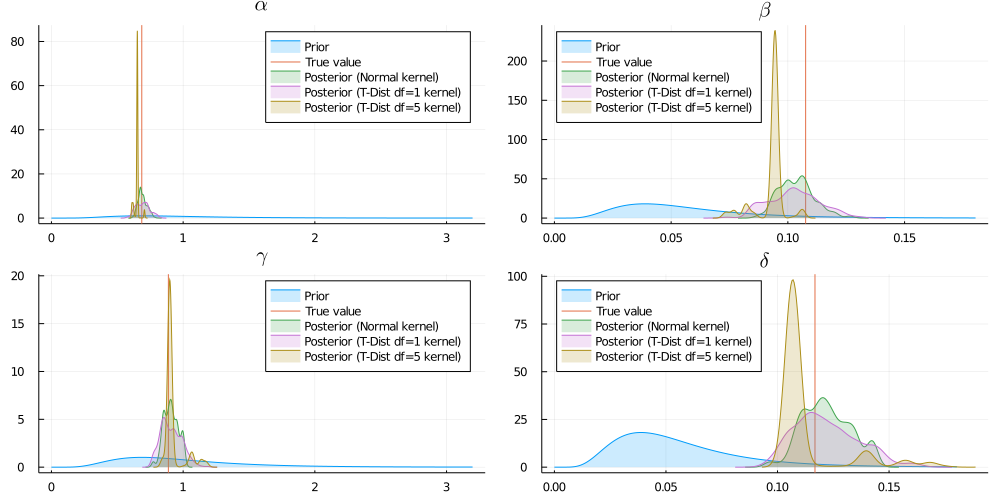 α
80
60
40
20
0
0
1
2
3
Prior
True value
Posterior (Normal kernel)
Posterior (T-Dist df=1 kernel)
Posterior (T-Dist df=5 kernel)
β
200
150
100
50
0
0.00
0.05
0.10
0.15
Prior
True value
Posterior (Normal kernel)
Posterior (T-Dist df=1 kernel)
Posterior (T-Dist df=5 kernel)
γ
20
15
10
5
0
0
1
2
3
Prior
True value
Posterior (Normal kernel)
Posterior (T-Dist df=1 kernel)
Posterior (T-Dist df=5 kernel)
δ
100
75
50
25
0
0.00
0.05
0.10
0.15
Prior
True value
Posterior (Normal kernel)
Posterior (T-Dist df=1 kernel)
Posterior (T-Dist df=5 kernel)